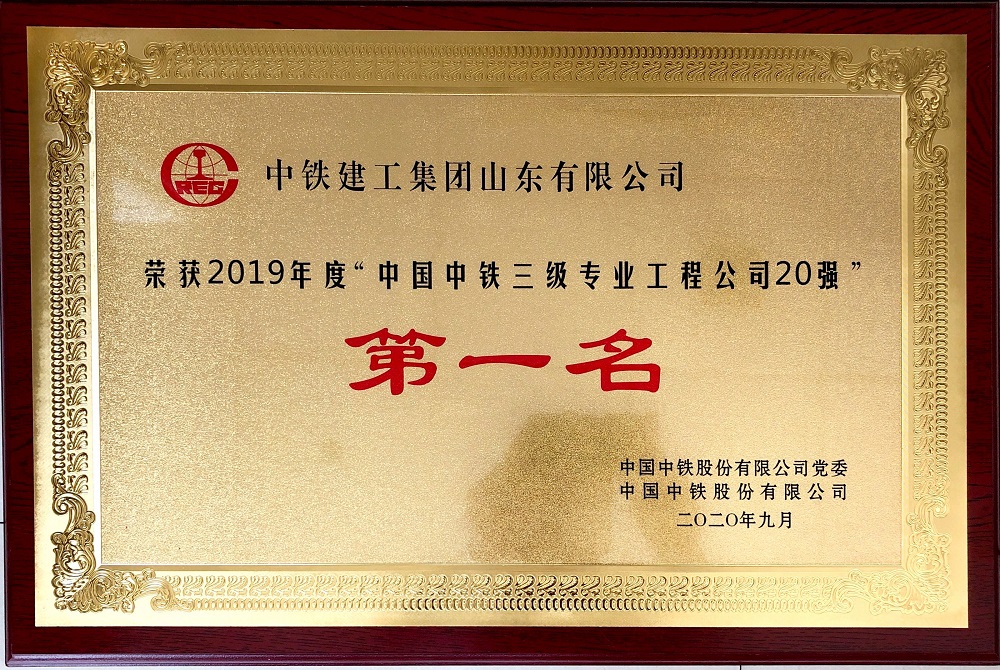 CREC 中铁建工集团山东有限公司
荣获2019年度“中国中铁三级专业工程公司20强”
第一名
中国中铁股份有限公司党委
中国中铁股份有限公司
二〇二〇年九月